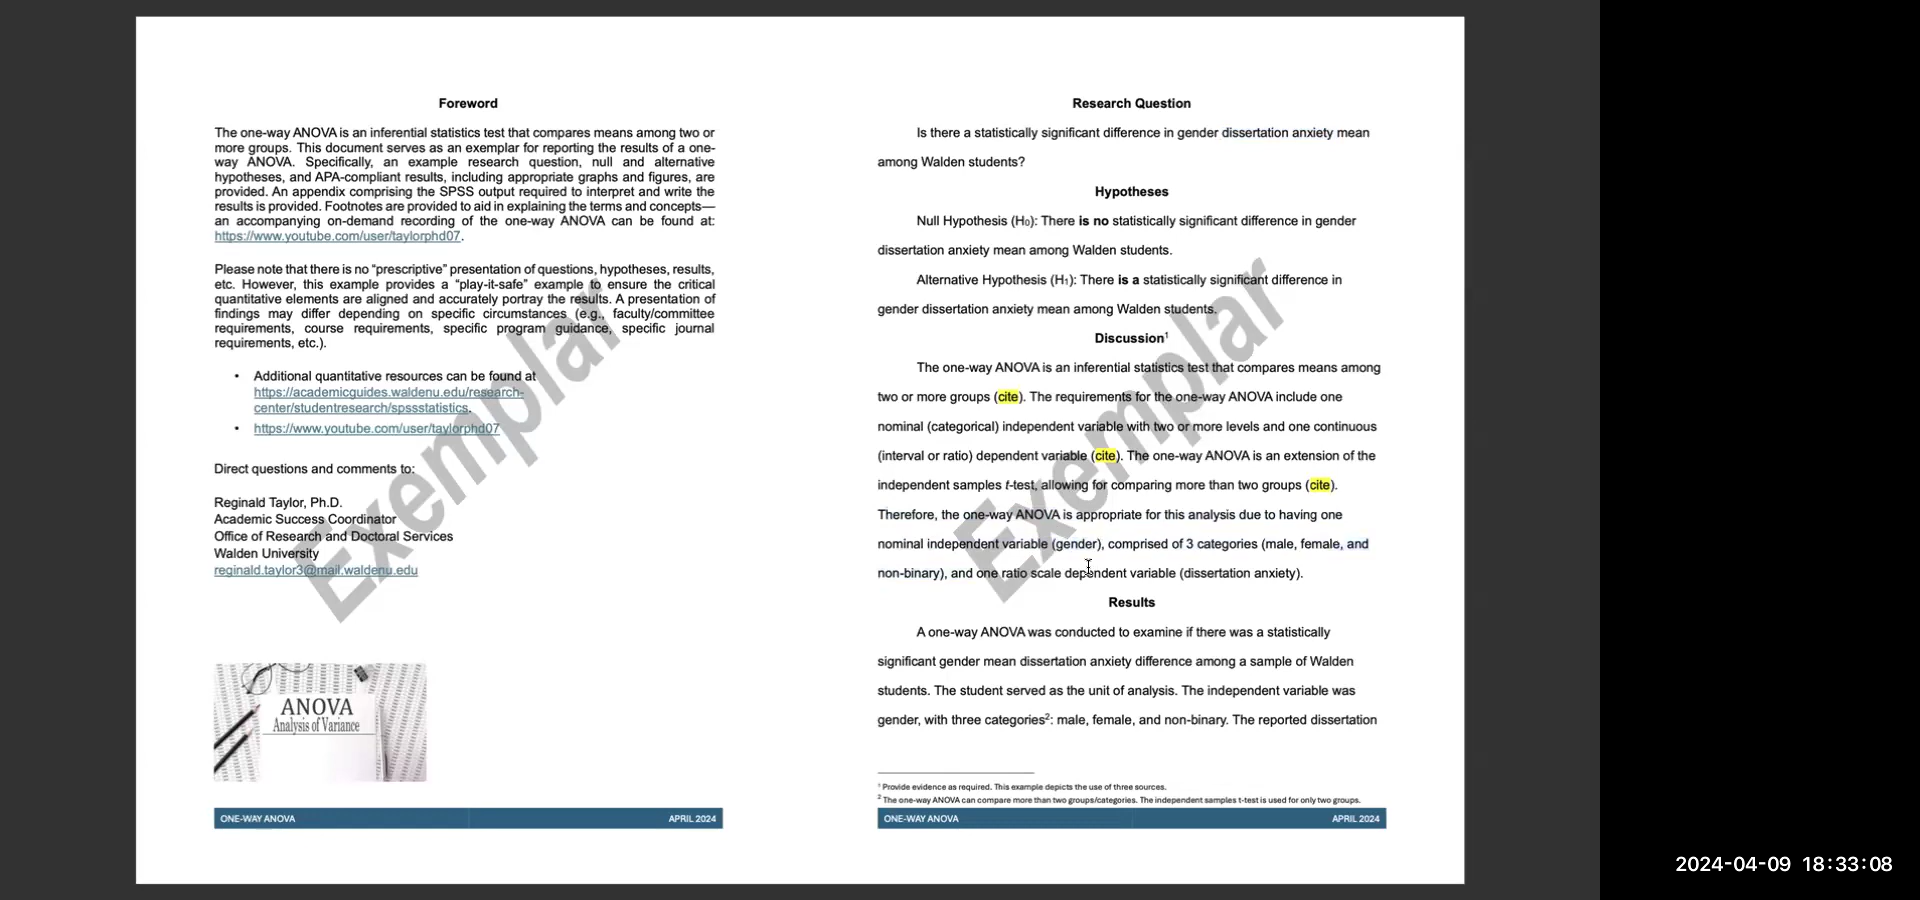 Foreword
The one-way ANOVA is an inferential statistics test that compares means among two or
more groups. This document serves as an exemplar for reporting the results of a one-
way ANOVA. Specifically, an example research question, null and alternative
hypotheses, and APA-compliant results, including appropriate graphs and figures, are
provided. An appendix comprising the SPSS output required to interpret and write the
results is provided. Footnotes are provided to aid in explaining the terms and concepts—
an accompanying on-demand recording of the one-way ANOVA can be found at:
https://www.youtube.com/user/taylorphd07.
Please note that there is no “prescriptive” presentation of questions, hypotheses, results,
etc. However, this example provides a “play-it-safe” example to ensure the critical
quantitative elements are aligned and accurately portray the results. A presentation of
findings may differ depending on specific circumstances (e.g., faculty/committee
requirements, course requirements, specific program guidance, specific journal
requirements, etc.).
• Additional quantitative resources can be found at
https://academicguides.waldenu.edu/research-
center/studentresearch/spssstatistics.
• https://www.youtube.com/user/taylorphd07
Direct questions and comments to:
Reginald Taylor, Ph.D.
Academic Success Coordinator
Office of Research and Doctoral Services
Walden University
reginald.taylor3@mail.waldenu.edu
Exemplar
ANOVA
Analysis of Variance
ONE-WAY ANOVA APRIL 2024
Research Question
Is there a statistically significant difference in gender dissertation anxiety mean
among Walden students?
Hypotheses
Null Hypothesis (H₀): There is no statistically significant difference in gender
dissertation anxiety mean among Walden students.
Alternative Hypothesis (H₁): There is a statistically significant difference in
gender dissertation anxiety mean among Walden students.
Discussion¹
The one-way ANOVA is an inferential statistics test that compares means among
two or more groups (cite). The requirements for the one-way ANOVA include one
nominal (categorical) independent variable with two or more levels and one continuous
(interval or ratio) dependent variable (cite). The one-way ANOVA is an extension of the
independent samples t-test, allowing for comparing more than two groups (cite).
Therefore, the one-way ANOVA is appropriate for this analysis due to having one
nominal independent variable (gender), comprised of 3 categories (male, female, and
non-binary), and one ratio scale dependent variable (dissertation anxiety).
Results
A one-way ANOVA was conducted to examine if there was a statistically
significant gender mean dissertation anxiety difference among a sample of Walden
students. The student served as the unit of analysis. The independent variable was
gender, with three categories²: male, female, and non-binary. The reported dissertation
Exemplar
¹ Provide evidence as required. This example depicts the use of three sources.
² The one-way ANOVA can compare more than two groups/categories. The independent samples t-test is used for only two groups.
ONE-WAY ANOVA APRIL 2024
2024-04-09 18:33:08